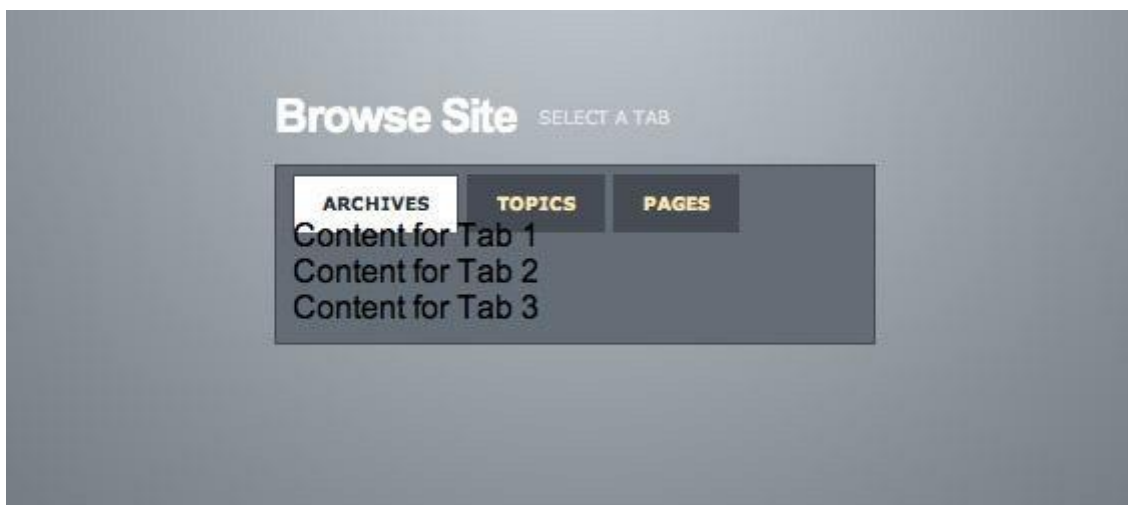 Browse Site SELECT A TAB
ARCHIVES TOPICS PAGES
Content for Tab 1
Content for Tab 2
Content for Tab 3